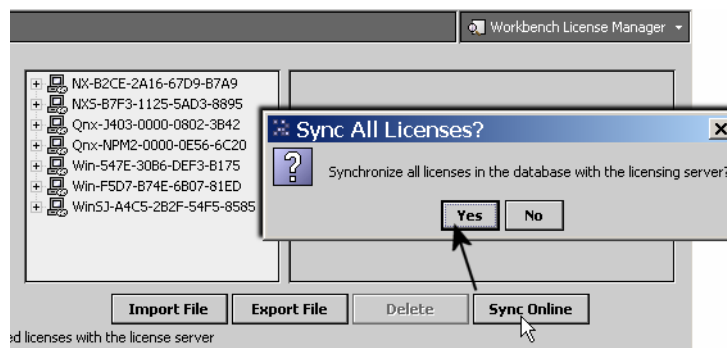 Workbench License Manager
NX-B2CE-2A16-67D9-B7A9
NXS-B7F3-1125-5AD3-8895
Qnx-J403-0000-0802-3B42
Qnx-NPM2-0000-0E56-6C20
Win-547E-30B6-DEF3-B175
Win-F5D7-B74E-6B07-81ED
WinSJ-A4C5-2B2F-54F5-8585
Sync All Licenses?
Synchronize all licenses in the database with the licensing server?
Yes No
Import File Export File Delete Sync Online
ed licenses with the license server